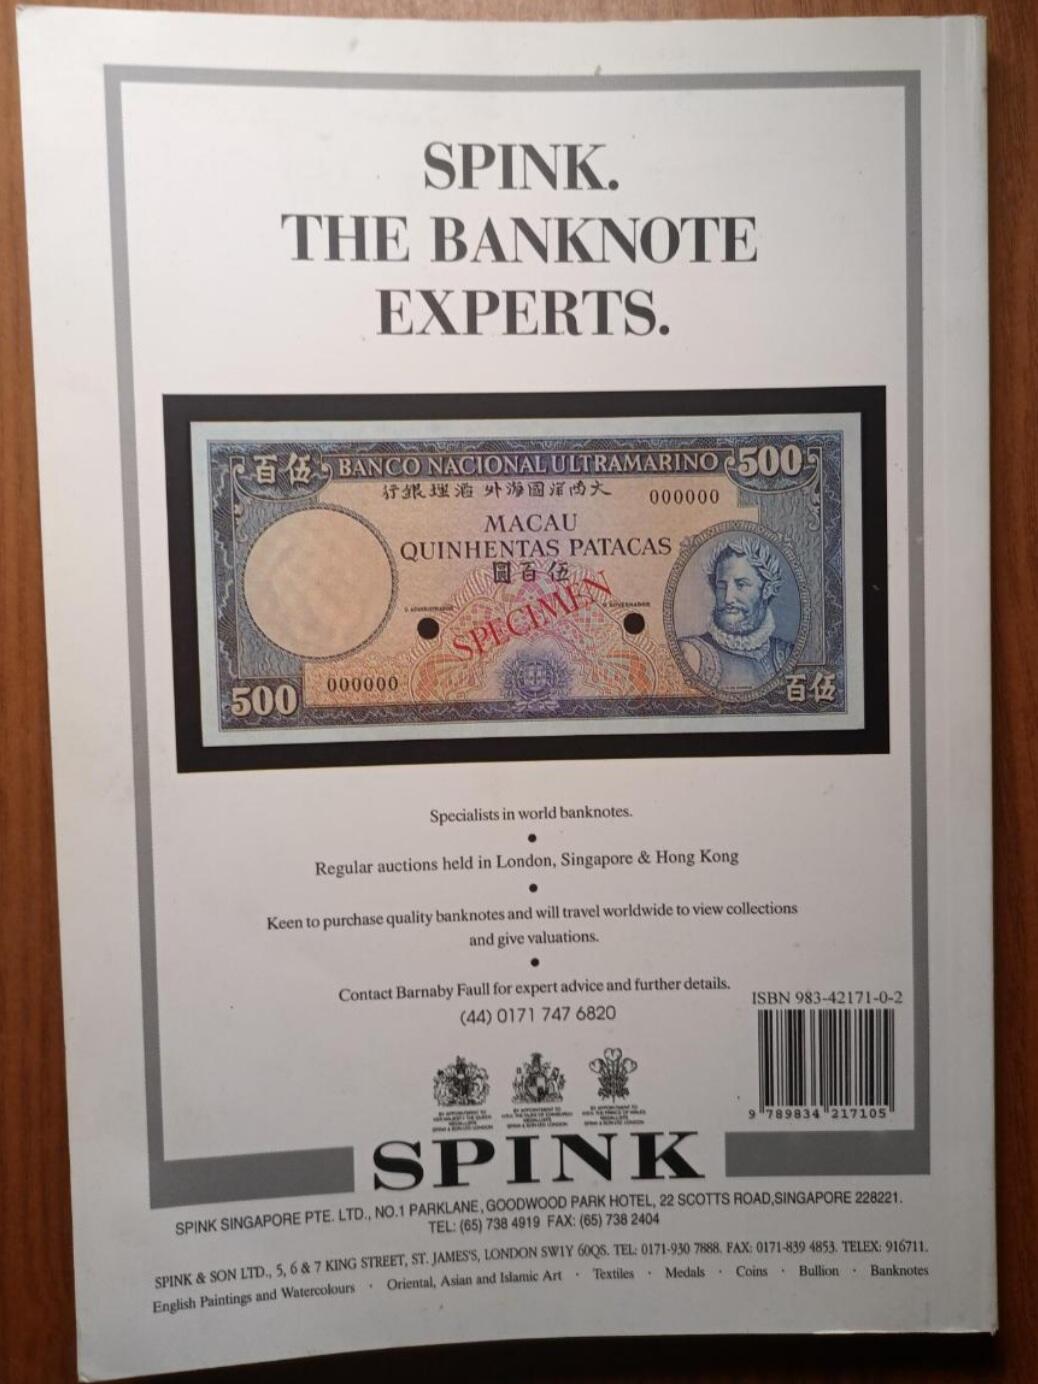 SPINK.
THE BANKNOTE
EXPERTS.
百伍 BANCO NACIONAL ULTRAMARINO 500
行銀理滙 外海國洋西大 000000
MACAU
QUINHENTAS PATACAS
圓百伍
O ADMINISTRADOR
O GOVERNADOR
SPECIMEN
500 000000 百伍
Specialists in world banknotes.
Regular auctions held in London, Singapore & Hong Kong
Keen to purchase quality banknotes and will travel worldwide to view collections
and give valuations.
Contact Barnaby Faull for expert advice and further details.
(44) 0171 747 6820
ISBN 983-42171-0-2
9 789834 217105
SPINK
SPINK SINGAPORE PTE. LTD., NO.1 PARKLANE, GOODWOOD PARK HOTEL, 22 SCOTTS ROAD,SINGAPORE 228221.
TEL: (65) 738 4919 FAX: (65) 738 2404
SPINK & SON LTD., 5, 6 & 7 KING STREET, ST. JAMES'S, LONDON SW1Y 6QS. TEL: 0171-930 7888. FAX: 0171-839 4853. TELEX: 916711.
English Paintings and Watercolours · Oriental, Asian and Islamic Art · Textiles · Medals · Coins · Bullion · Banknotes